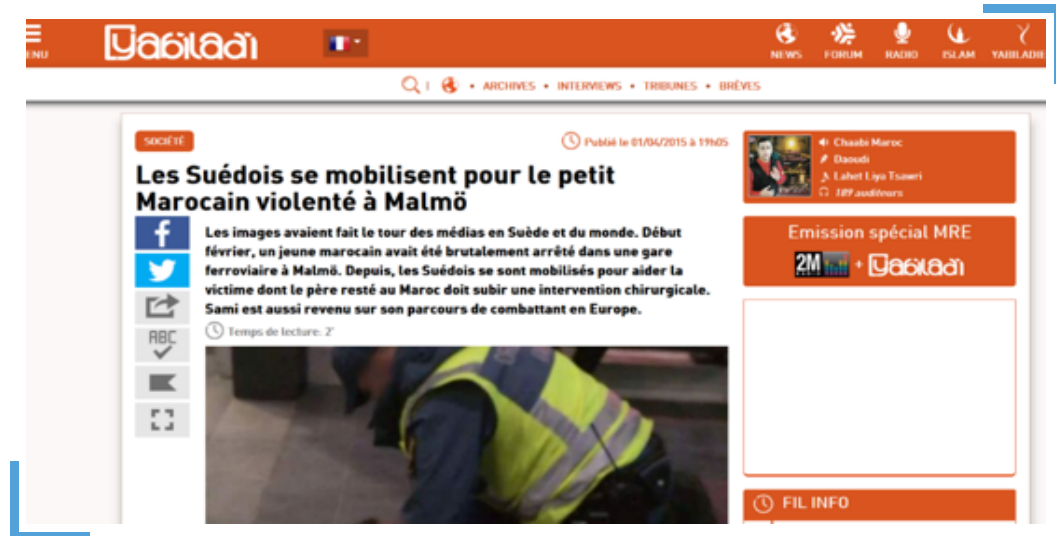 ENU
Yabiladi
NEWS
FORUM
RADIO
ISLAM
YABILADIE
• ARCHIVES • INTERVIEWS • TRIBUNES • BRÈVES
SOCIÉTÉ
Publié le 01/04/2015 à 19h05
Les Suédois se mobilisent pour le petit
Marocain violenté à Malmö
Les images avaient fait le tour des médias en Suède et du monde. Début
février, un jeune marocain avait été brutalement arrêté dans une gare
ferroviaire à Malmö. Depuis, les Suédois se sont mobilisés pour aider la
victime dont le père resté au Maroc doit subir une intervention chirurgicale.
Sami est aussi revenu sur son parcours de combattant en Europe.
Temps de lecture: 2'
ABC
Chaabi Maroc
Daoudi
Lahet Liya Tsawri
189 auditeurs
Emission spécial MRE
2M + Yabiladi
FIL INFO